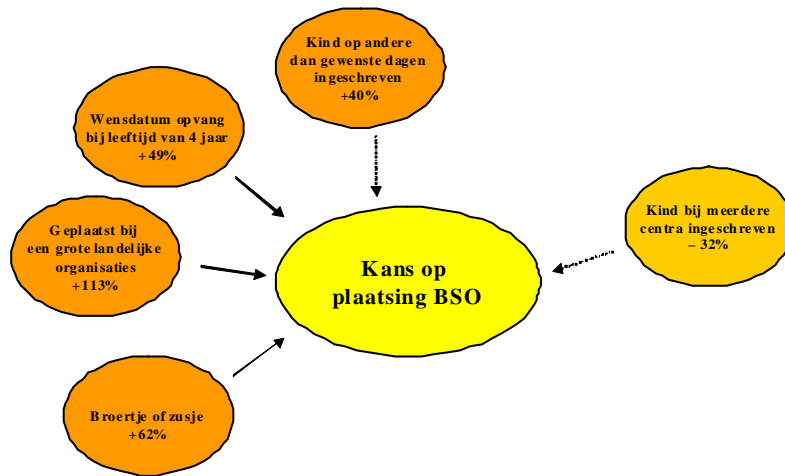 Kind op andere
dan gewenste dagen
ingeschreven
+40%
Wensdatum opvang
bij leeftijd van 4 jaar
+49%
Geplaatst bij
een grote landelijke
organisaties
+113%
Kind bij meerdere
centra ingeschreven
– 32%
Kans op
plaatsing BSO
Broertje of zusje
+62%